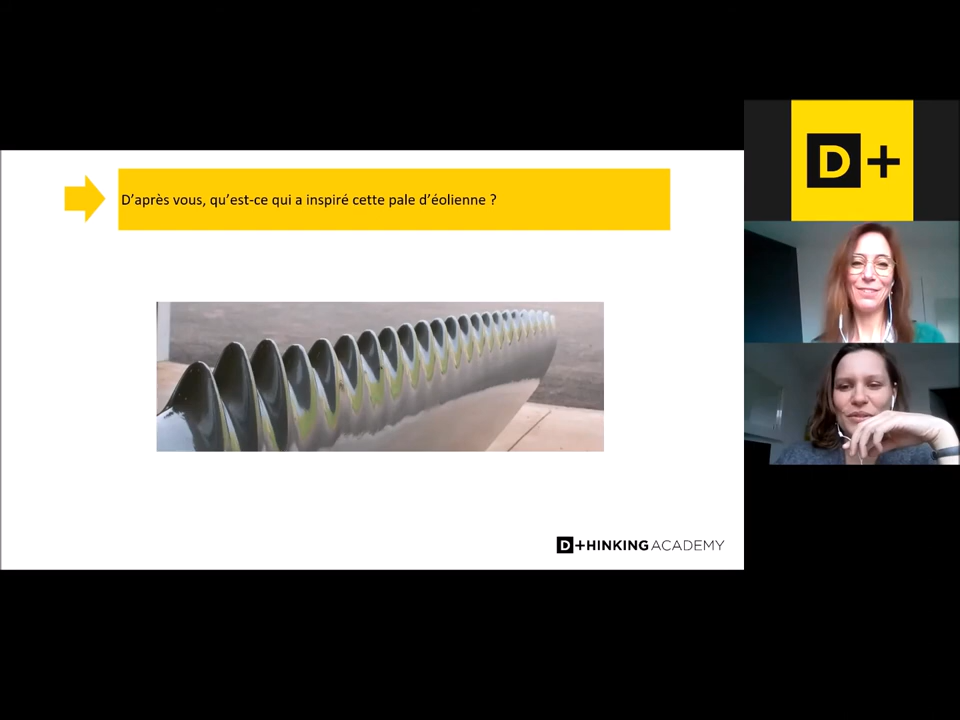 D'après vous, qu'est-ce qui a inspiré cette pale d'éolienne ?
D+
D+HINKING ACADEMY